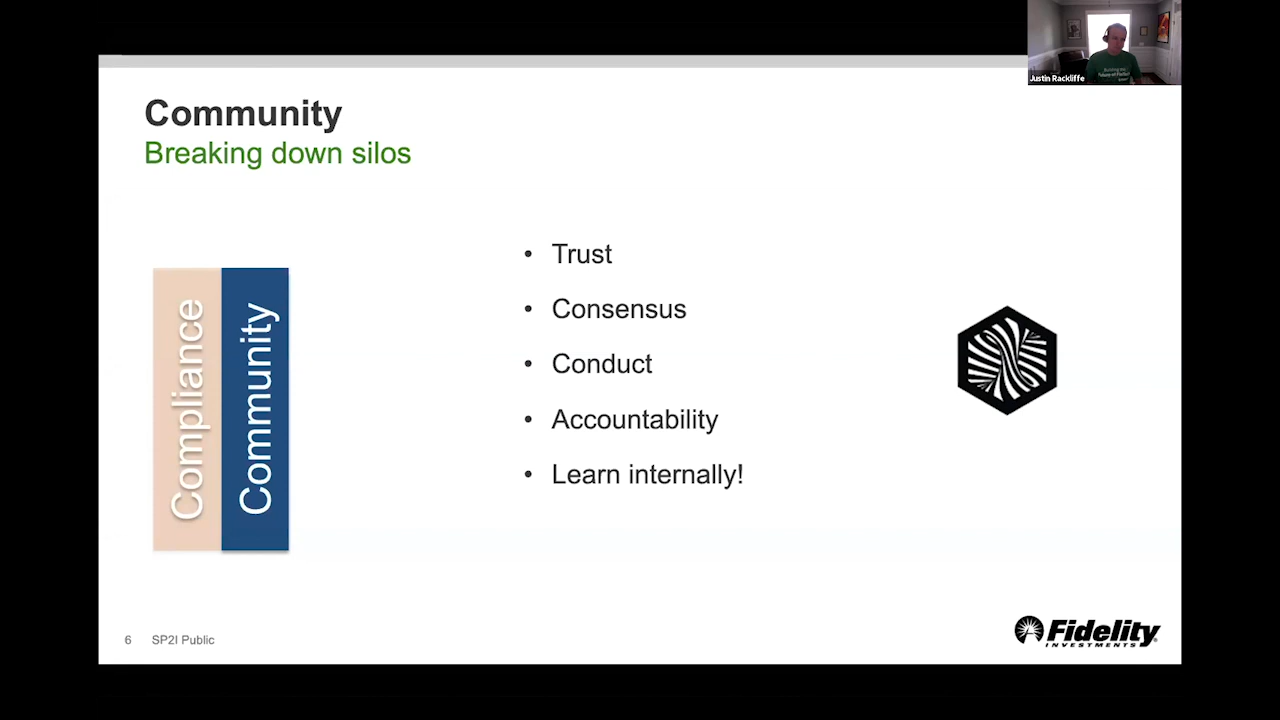 Community
Breaking down silos
Compliance
Community
• Trust
• Consensus
• Conduct
• Accountability
• Learn internally!
6 SP2I Public
Fidelity
INVESTMENTS
Justin Rackliffe